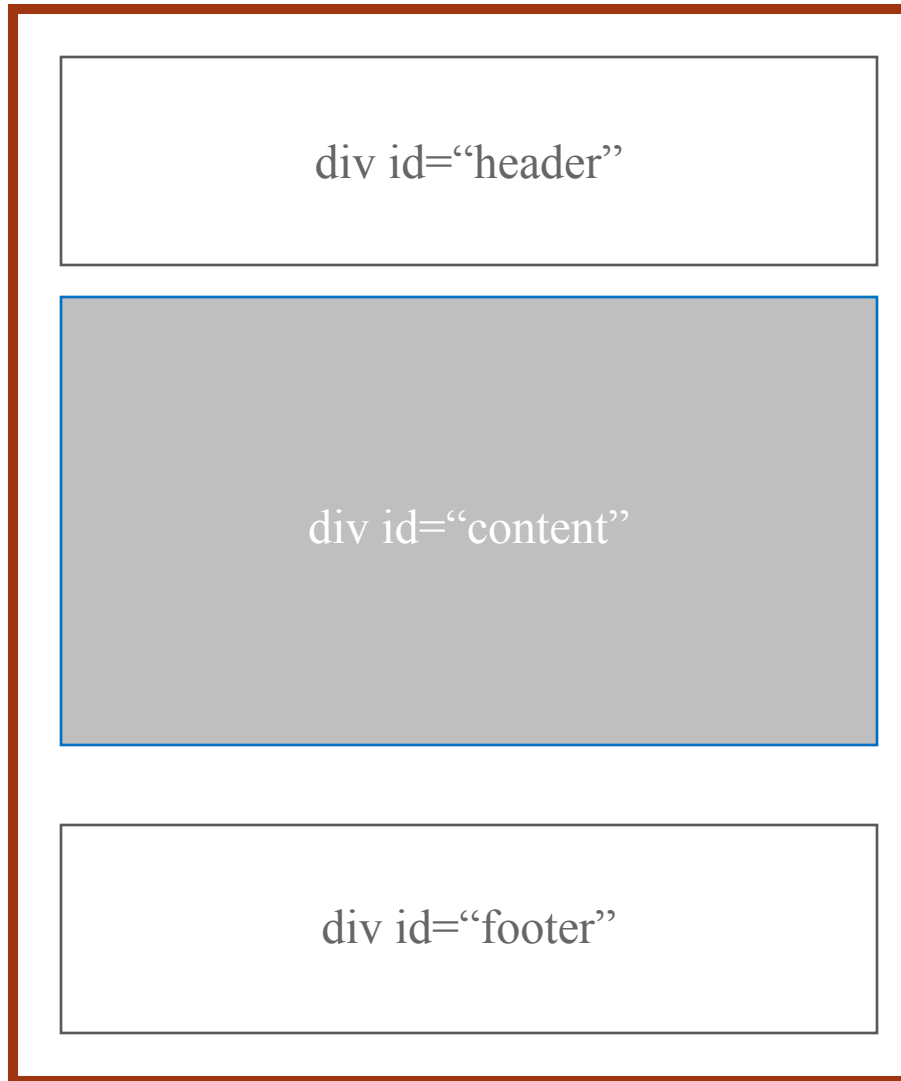 div id=“header”
div id=“content”
div id=“footer”